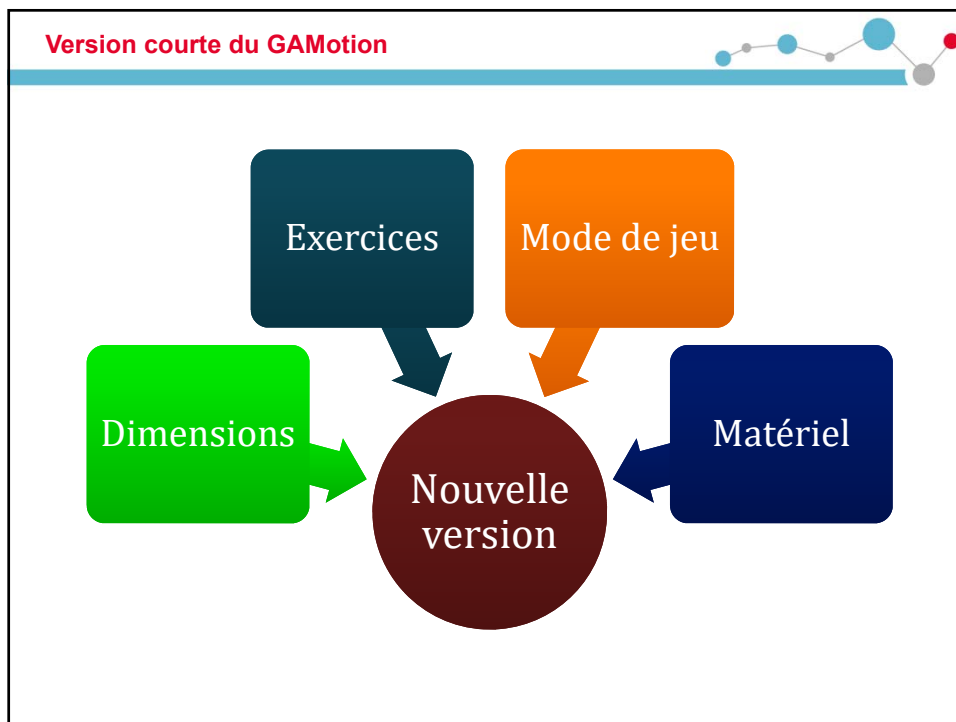 Version courte du GAMotion
Exercices
Mode de jeu
Dimensions
Matériel
Nouvelle
version